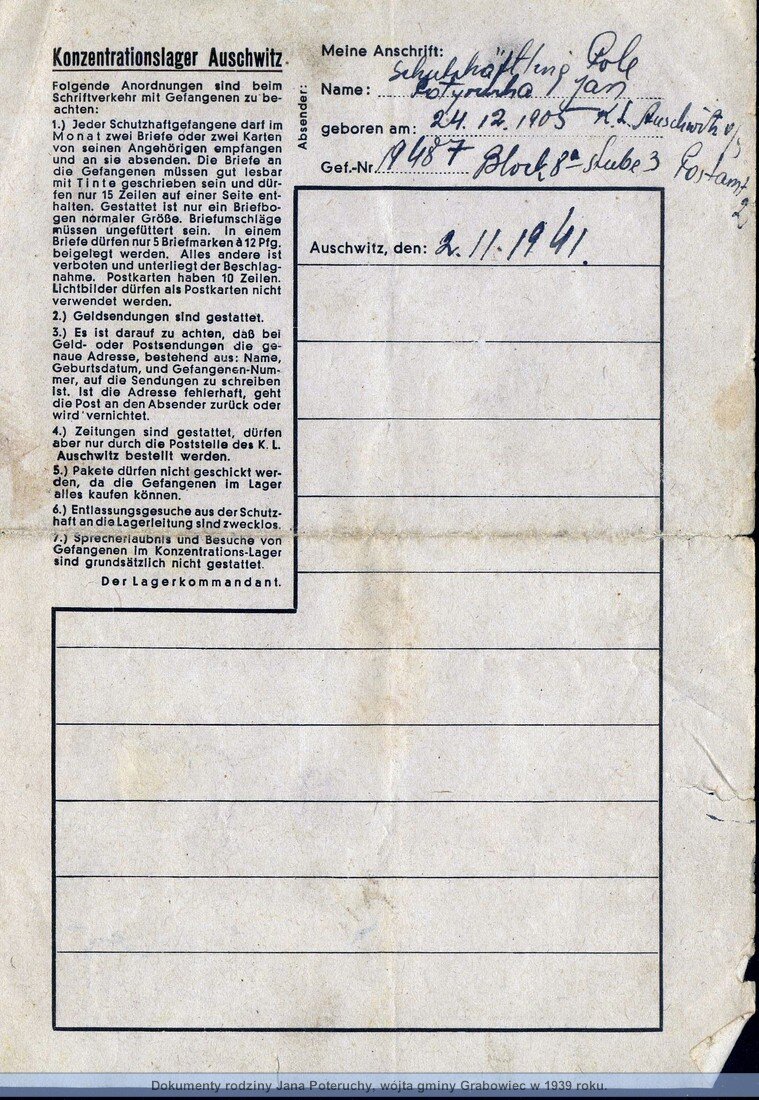 Konzentrationslager Auschwitz
Folgende Anordnungen sind beim
Schriftverkehr mit Gefangenen zu be-
achten:
1.) Jeder Schutzhaftgefangene darf im
Monat zwei Briefe oder zwei Karten
von seinen Angehörigen empfangen
und an sie absenden. Die Briefe an
die Gefangenen müssen gut lesbar
mit Tinte geschrieben sein und dür-
fen nur 15 Zeilen auf einer Seite ent-
halten. Gestattet ist nur ein Briefbo-
gen normaler Größe. Briefumschläge
müssen ungefüttert sein. In einem
Briefe dürfen nur 5 Briefmarken à 12 Pfg.
beigelegt werden. Alles andere ist
verboten und unterliegt der Beschlag-
nahme. Postkarten haben 10 Zeilen.
Lichtbilder dürfen als Postkarten nicht
verwendet werden.
2.) Geldsendungen sind gestattet.
3.) Es ist darauf zu achten, daß bei
Geld- oder Postsendungen die ge-
naue Adresse, bestehend aus: Name,
Geburtsdatum, und Gefangenen-Num-
mer, auf die Sendungen zu schreiben
ist. Ist die Adresse fehlerhaft, geht
die Post an den Absender zurück oder
wird vernichtet.
4.) Zeitungen sind gestattet, dürfen
aber nur durch die Poststelle des K. L.
Auschwitz bestellt werden.
5.) Pakete dürfen nicht geschickt wer-
den, da die Gefangenen im Lager
alles kaufen können.
6.) Entlassungsgesuche aus der Schutz-
haft an die Lagerleitung sind zwecklos.
7.) Sprecherlaubnis und Besuche von
Gefangenen im Konzentrations-Lager
sind grundsätzlich nicht gestattet.
Der Lagerkommandant.
Absender:
Meine Anschrift:
Schutzhäftling Pole
Name: Jan
geboren am: 24.12.1905 K.L. Auschwitz
Gef.-Nr. 19487 Block 8a Stube 3 Postamt 2
Auschwitz, den: 2.11.1941.
Dokumenty rodziny Jana Poteruchy, wójta gminy Grabowiec w 1939 roku.